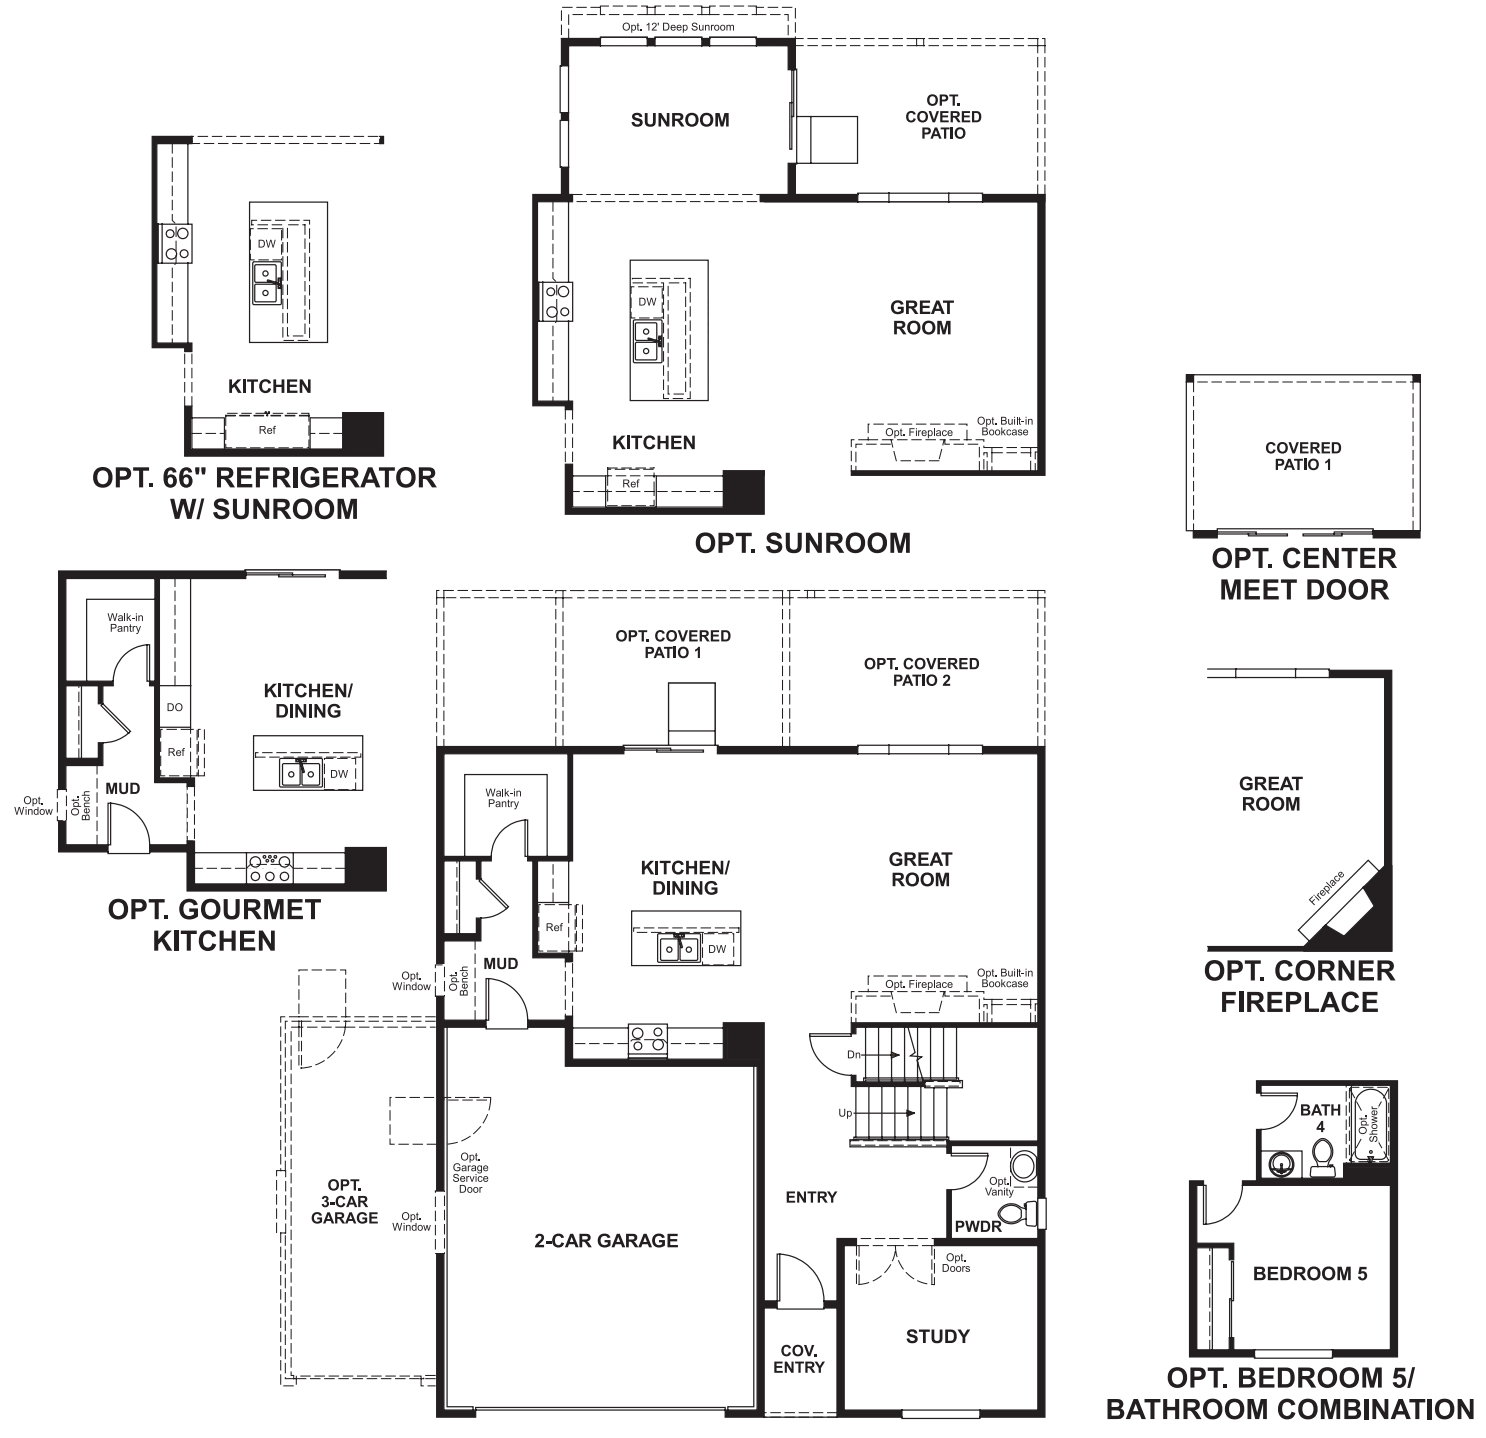 Opt. 12' Deep Sunroom
SUNROOM
OPT.
COVERED
PATIO
DW
GREAT
ROOM
KITCHEN
Ref
Opt. Fireplace
Opt. Built-in
Bookcase
OPT. SUNROOM
DW
KITCHEN
Ref
OPT. 66" REFRIGERATOR
W/ SUNROOM
COVERED
PATIO 1
OPT. CENTER
MEET DOOR
Walk-in
Pantry
DO
Ref
KITCHEN/
DINING
DW
MUD
Opt.
Window
Opt.
Bench
OPT. GOURMET
KITCHEN
OPT. COVERED
PATIO 1
OPT. COVERED
PATIO 2
Walk-in
Pantry
KITCHEN/
DINING
GREAT
ROOM
Ref
DW
MUD
Opt.
Window
Opt.
Bench
Opt. Fireplace
Opt. Built-in
Bookcase
Dn
Up
Opt.
Garage
Service
Door
OPT.
3-CAR
GARAGE
Opt.
Window
2-CAR GARAGE
ENTRY
Opt.
Vanity
PWDR
Opt.
Doors
STUDY
COV.
ENTRY
GREAT
ROOM
Fireplace
OPT. CORNER
FIREPLACE
BATH
4
Opt.
Shower
BEDROOM 5
OPT. BEDROOM 5/
BATHROOM COMBINATION